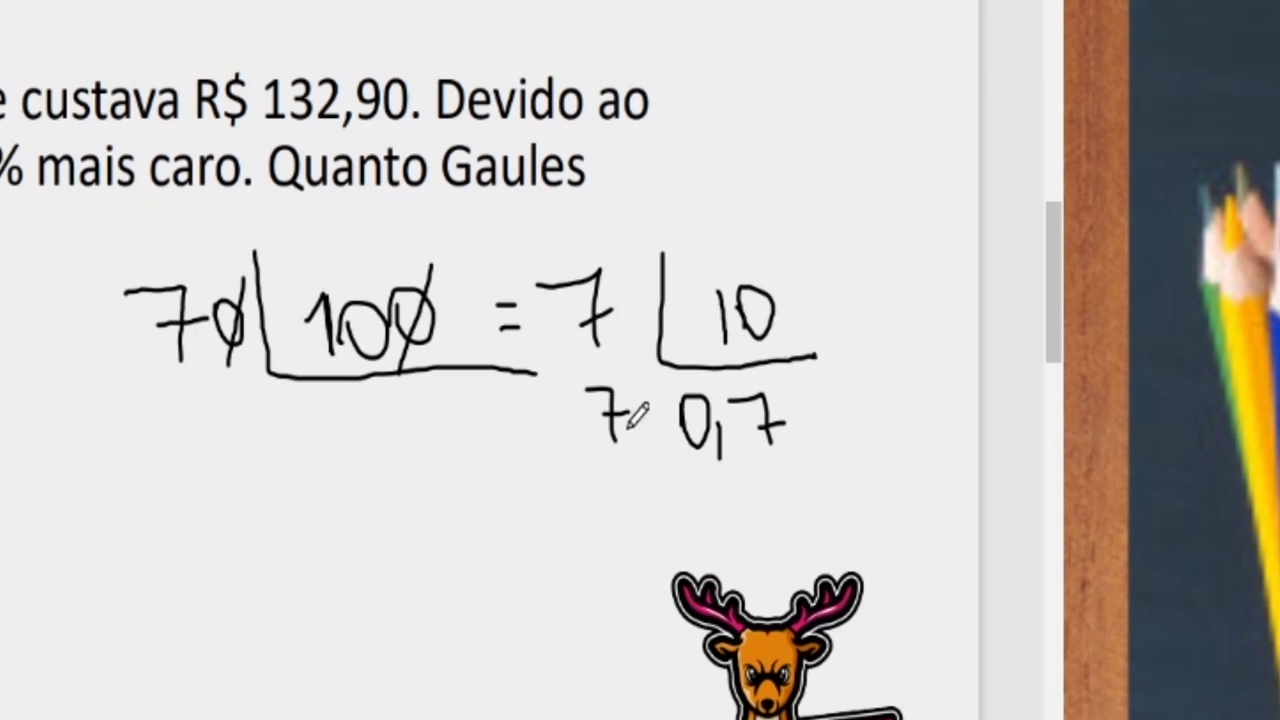 e custava R$ 132,90. Devido ao
% mais caro. Quanto Gaules
70 100 = 7 10
7 0,7